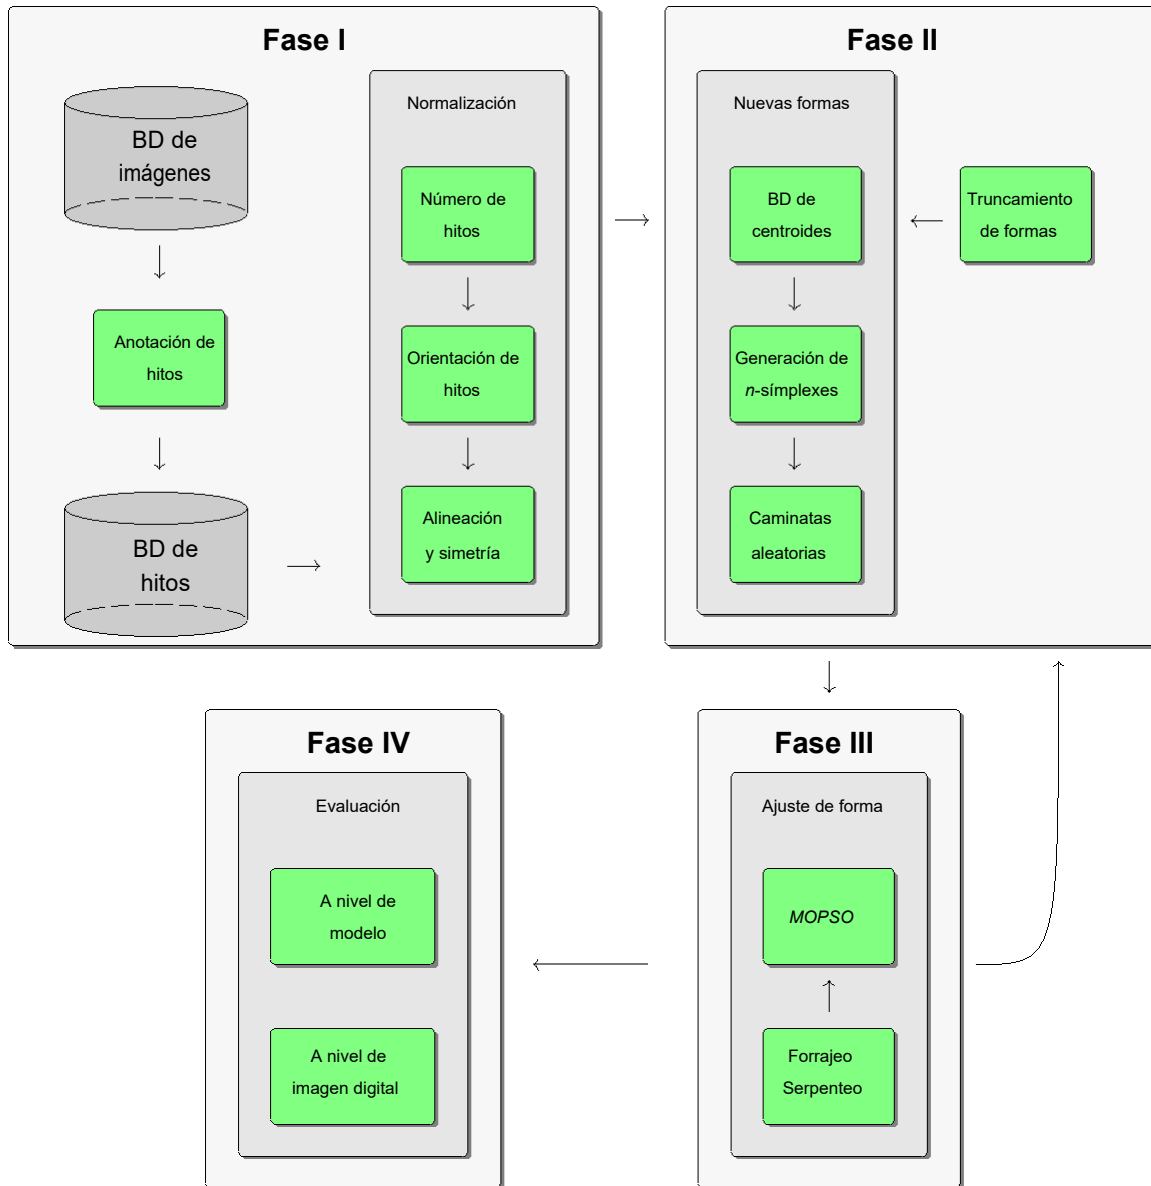 Fase I
BD de
imágenes
Anotación de
hitos
BD de
hitos
Normalización
Número de
hitos
Orientación de
hitos
Alineación
y simetría
Fase II
Nuevas formas
BD de
centroides
Generación de
n-símplexes
Caminatas
aleatorias
Truncamiento
de formas
Fase III
Ajuste de forma
MOPSO
Forrajeo
Serpenteo
Fase IV
Evaluación
A nivel de
modelo
A nivel de
imagen digital